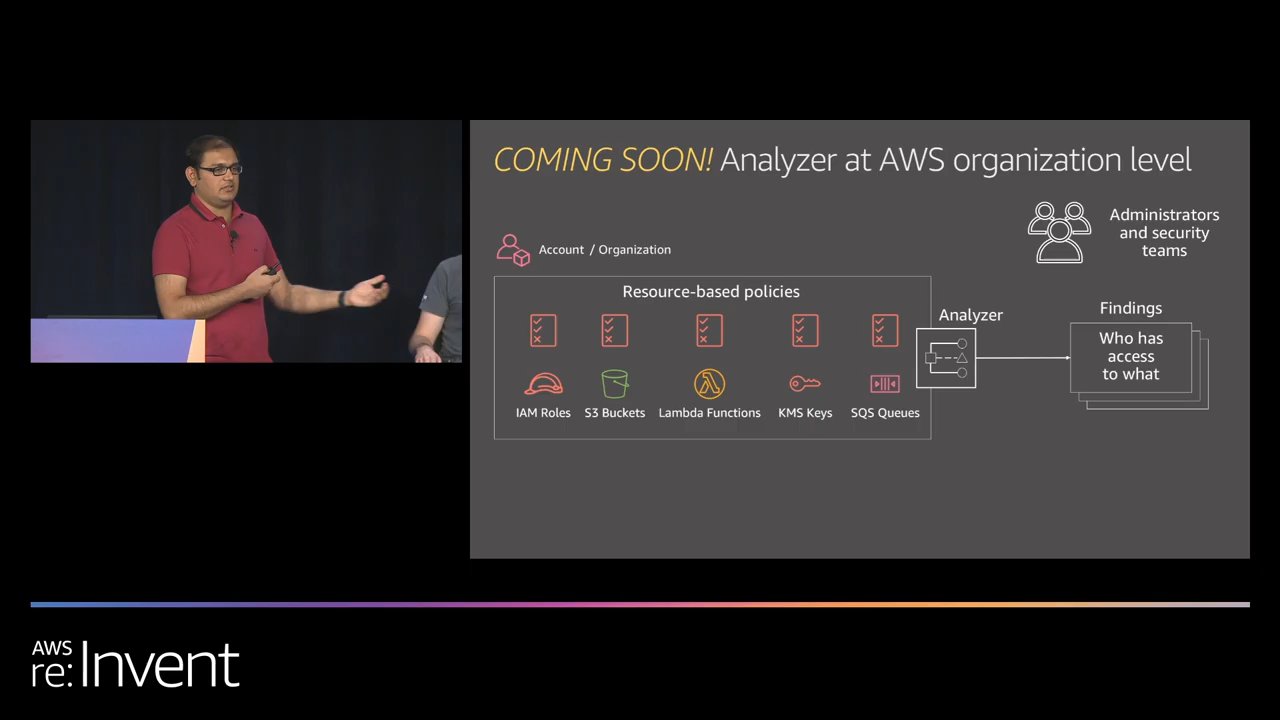 COMING SOON! Analyzer at AWS organization level
Administrators
and security
teams
Account / Organization
Resource-based policies
Analyzer
Findings
Who has
access
to what
IAM Roles
S3 Buckets
Lambda Functions
KMS Keys
SQS Queues
AWS
re:Invent